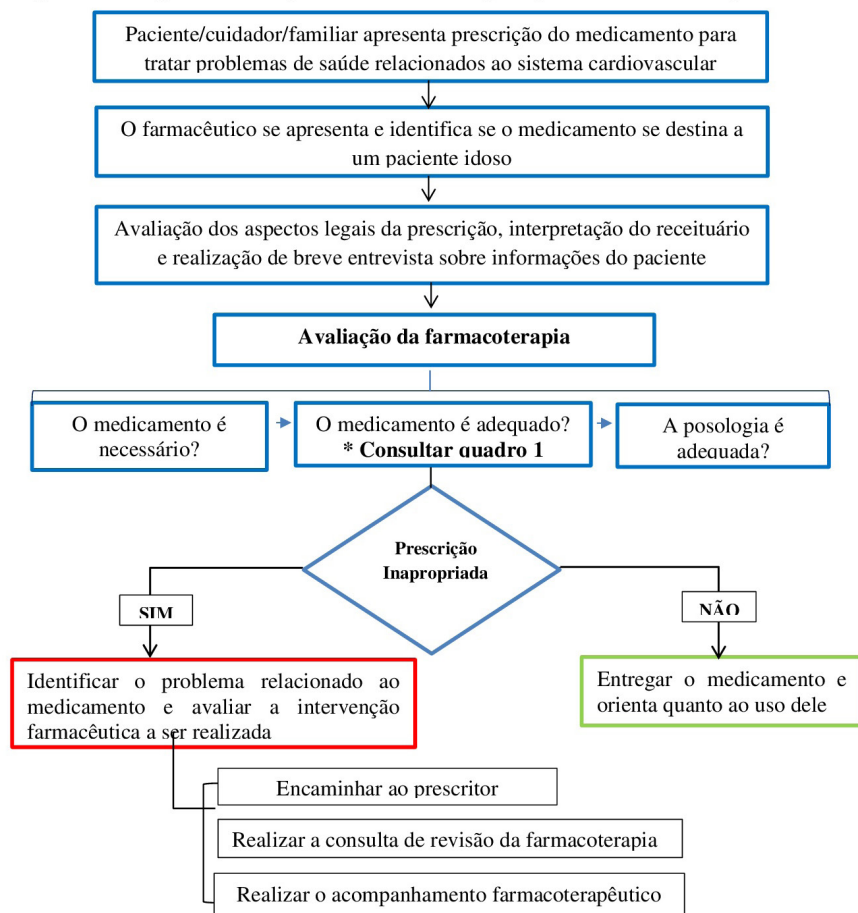 Paciente/cuidador/familiar apresenta prescrição do medicamento para
tratar problemas de saúde relacionados ao sistema cardiovascular
O farmacêutico se apresenta e identifica se o medicamento se destina a
um paciente idoso
Avaliação dos aspectos legais da prescrição, interpretação do receituário
e realização de breve entrevista sobre informações do paciente
Avaliação da farmacoterapia
O medicamento é
necessário?
O medicamento é adequado?
* Consultar quadro 1
A posologia é
adequada?
Prescrição
Inapropriada
SIM
NÃO
Identificar o problema relacionado ao
medicamento e avaliar a intervenção
farmacêutica a ser realizada
Entregar o medicamento e
orienta quanto ao uso dele
Encaminhar ao prescritor
Realizar a consulta de revisão da farmacoterapia
Realizar o acompanhamento farmacoterapêutico